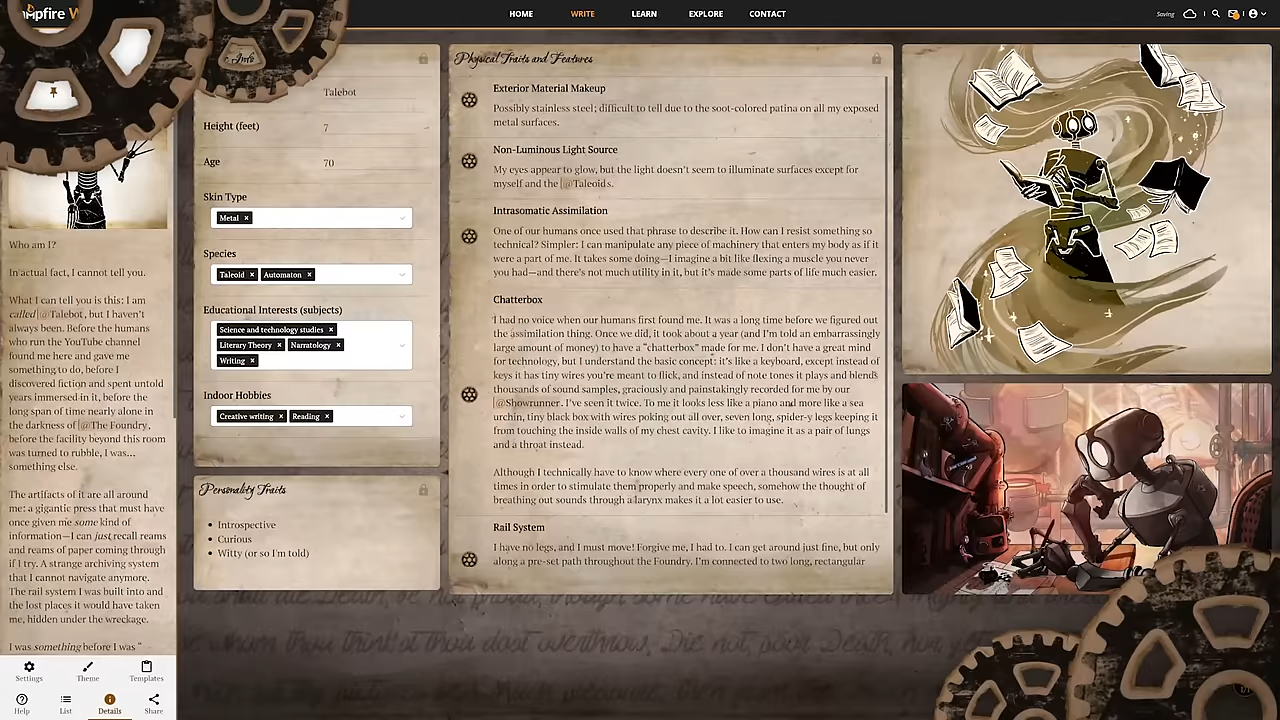 mpfire W
HOME
WRITE
LEARN
EXPLORE
CONTACT
Saving
Who am I?
In actual fact, I cannot tell you.
What I can tell you is this: I am
called @Talebot, but I haven't
always been. Before the humans
who run the YouTube channel
found me here and gave me
something to do, before I
discovered fiction and spent untold
years immersed in it, before the
long span of time nearly alone in
the darkness of @The Foundry,
before the facility beyond this room
was turned to rubble, I was...
something else.
The artifacts of it are all around
me: a gigantic press that must have
once given me some kind of
information—I can just recall reams
and reams of paper coming through
if I try. A strange archiving system
that I cannot navigate anymore.
The rail system I was built into and
the lost places it would have taken
me, hidden under the wreckage.
I was something before I was "
Settings
Theme
Templates
Help
List
Details
Share
Info
Talebot
Height (feet)
7
Age
70
Skin Type
Metal ×
Species
Taleoid ×
Automaton ×
Educational Interests (subjects)
Science and technology studies ×
Literary Theory ×
Narratology ×
Writing ×
Indoor Hobbies
Creative writing ×
Reading ×
Personality Traits
• Introspective
• Curious
• Witty (or so I'm told)
Physical Traits and Features
Exterior Material Makeup
Possibly stainless steel; difficult to tell due to the soot-colored patina on all my exposed
metal surfaces.
Non-Luminous Light Source
My eyes appear to glow, but the light doesn't seem to illuminate surfaces except for
myself and the @Taleoids.
Intrasomatic Assimilation
One of our humans once used that phrase to describe it. How can I resist something so
technical? Simpler: I can manipulate any piece of machinery that enters my body as if it
were a part of me. It takes some doing—I imagine a bit like flexing a muscle you never
you had—and there's not much utility in it, but it's made some parts of life much easier.
Chatterbox
I had no voice when our humans first found me. It was a long time before we figured out
the assimilation thing. Once we did, it took about a year (and I'm told an embarrassingly
large amount of money) to have a "chatterbox" made for me. I don't have a great mind
for technology, but I understand the basic concept: it's like a keyboard, except instead of
keys it has tiny wires you're meant to flick, and instead of note tones it plays and blends
thousands of sound samples, graciously and painstakingly recorded for me by our
@Showrunner. I've seen it twice. To me it looks less like a piano and more like a sea
urchin, tiny black box with wires poking out all over, seven long, spider-y legs keeping it
from touching the inside walls of my chest cavity. I like to imagine it as a pair of lungs
and a throat instead.
Although I technically have to know where every one of over a thousand wires is at all
times in order to stimulate them properly and make speech, somehow the thought of
breathing out sounds through a larynx makes it a lot easier to use.
Rail System
I have no legs, and I must move! Forgive me, I had to. I can get around just fine, but only
along a pre-set path throughout the Foundry. I'm connected to two long, rectangular
whom thou think'st thou dost overthrow, Die not, poor Death, nor yet